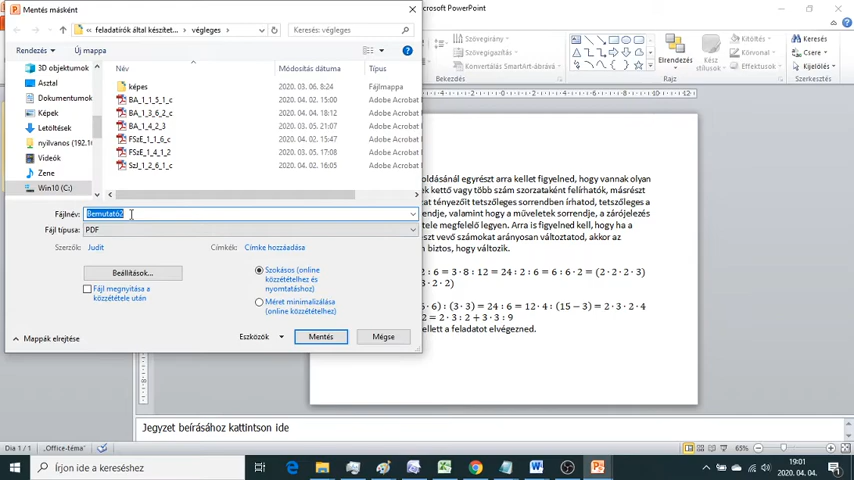 Mentés másként
icrosoft PowerPoint
« feladatírók által készítet... › végleges ›
Keresés: végleges
Rendezés
Új mappa
Név
Módosítás dátuma
Típus
3D objektumok
Asztal
Dokumentumok
Képek
Letöltések
nyilvanos (192.16
Videók
Zene
Win10 (C:)
képes
2020. 03. 06. 8:24
Fájlmappa
BA_1_1_5_1_c
2020. 04. 02. 15:00
Adobe Acrobat
BA_1_3_6_2_c
2020. 04. 04. 18:12
Adobe Acrobat
BA_1_4_2_3
2020. 03. 05. 21:07
Adobe Acrobat
FSzE_1_1_6_c
2020. 04. 02. 15:47
Adobe Acrobat
FSzE_1_4_1_2
2020. 03. 05. 17:08
Adobe Acrobat
SzJ_1_2_6_1_c
2020. 04. 02. 16:05
Adobe Acrobat
Fájlnév:
Bemutató2
Fájl típusa:
PDF
Szerzők:
Judit
Címkék:
Címke hozzáadása
Beállítások...
Fájl megnyitása a
közzététele után
Szokásos (online
közzétételhez és
nyomtatáshoz)
Méret minimalizálása
(online közzétételhez)
Mappák elrejtése
Eszközök
Mentés
Mégse
Szövegirány
Szövegigazítás
Konvertálás SmartArt-ábrává
Bekezdés
Elrendezés
Kész
stílusok
Rajz
Kitöltés
Körvonal
Effektusok
Keresés
Csere
Kijelölés
Szerkesztés
oldásánál egyrészt arra kellet figyelned, hogy vannak olyan
ek kettő vagy több szám szorzataként felírhatók, másrészt
at tényezőit tetszőleges sorrendben írhatod, tetszőleges a
rendje, valamint hogy a műveletek sorrendje, a zárójelezés
tele megfelelő legyen. Arra is figyelned kell, hogy ha a
észt vevő számokat arányosan változtatod, akkor az
n biztos, hogy változik.
2 : 6 = 3 · 8 : 12 = 24 : 2 : 6 = 6 : 6 · 2 = (2 · 2 · 2 · 3)
3 · 2 · 2)
6 · 6) : (3 · 3) = 24 : 6 = 12 · 4 : (15 − 3) = 2 · 3 · 2 · 4
2 = 2 · 3 : 2 + 3 · 3 : 9
kellett a feladatot elvégezned.
Jegyzet beírásához kattintson ide
Dia 1 / 1
„Office-téma”
65%
Írjon ide a kereséshez
19:01
2020. 04. 04.